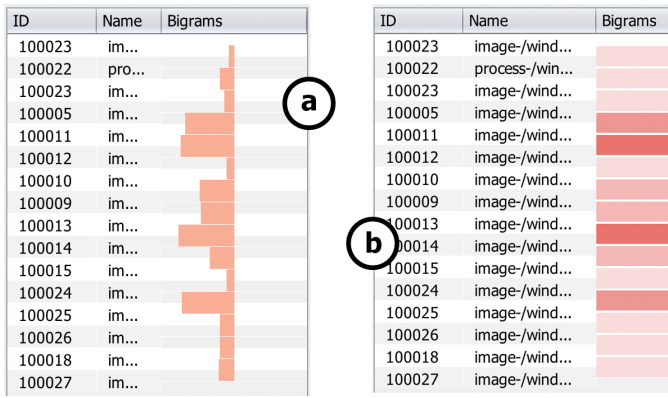 ID Name Bigrams
100023 im...
100022 pro...
100023 im...
100005 im...
100011 im...
100012 im...
100010 im...
100009 im...
100013 im...
100014 im...
100015 im...
100024 im...
100025 im...
100026 im...
100018 im...
100027 im...
a
ID Name Bigrams
100023 image-/wind...
100022 process-/win...
100023 image-/wind...
100005 image-/wind...
100011 image-/wind...
100012 image-/wind...
100010 image-/wind...
100009 image-/wind...
100013 image-/wind...
100014 image-/wind...
100015 image-/wind...
100024 image-/wind...
100025 image-/wind...
100026 image-/wind...
100018 image-/wind...
100027 image-/wind...
b